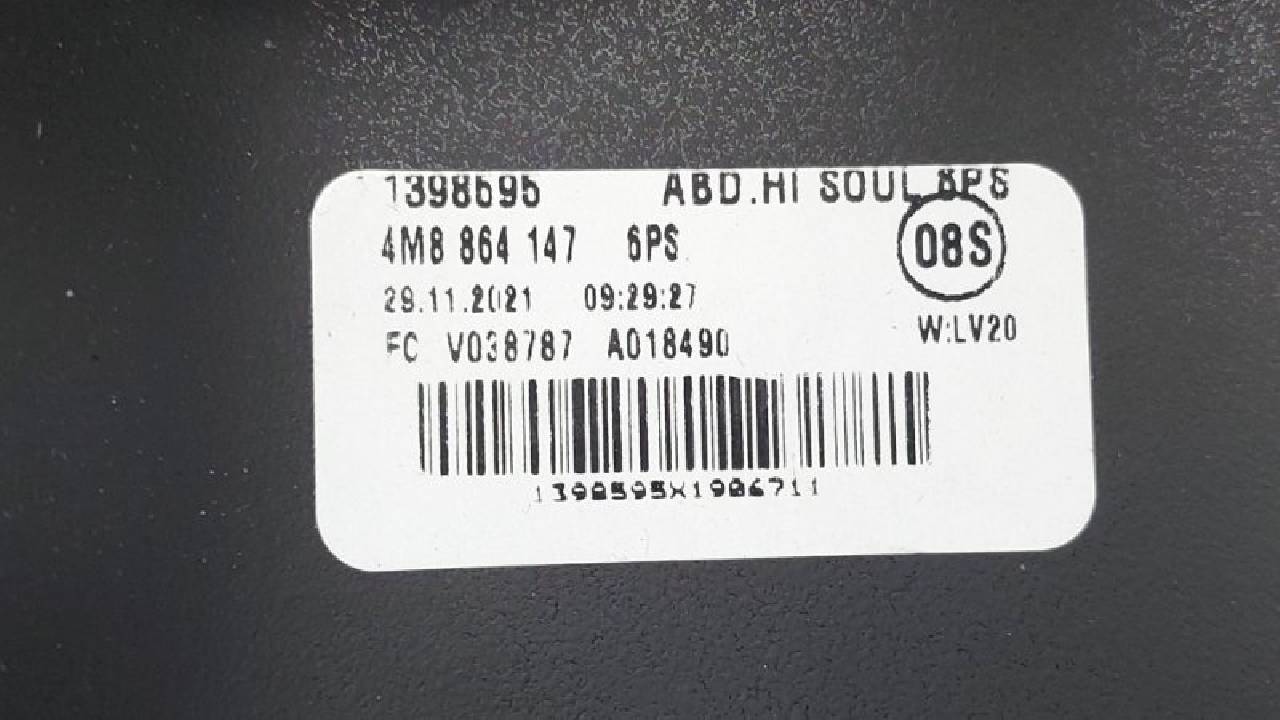 1398595 ABD.HI SOUL 6PS
4M8 864 147 6PS
08S
29.11.2021 09:29:27
W:LV20
FC V038787 A018490
1398595X1986711